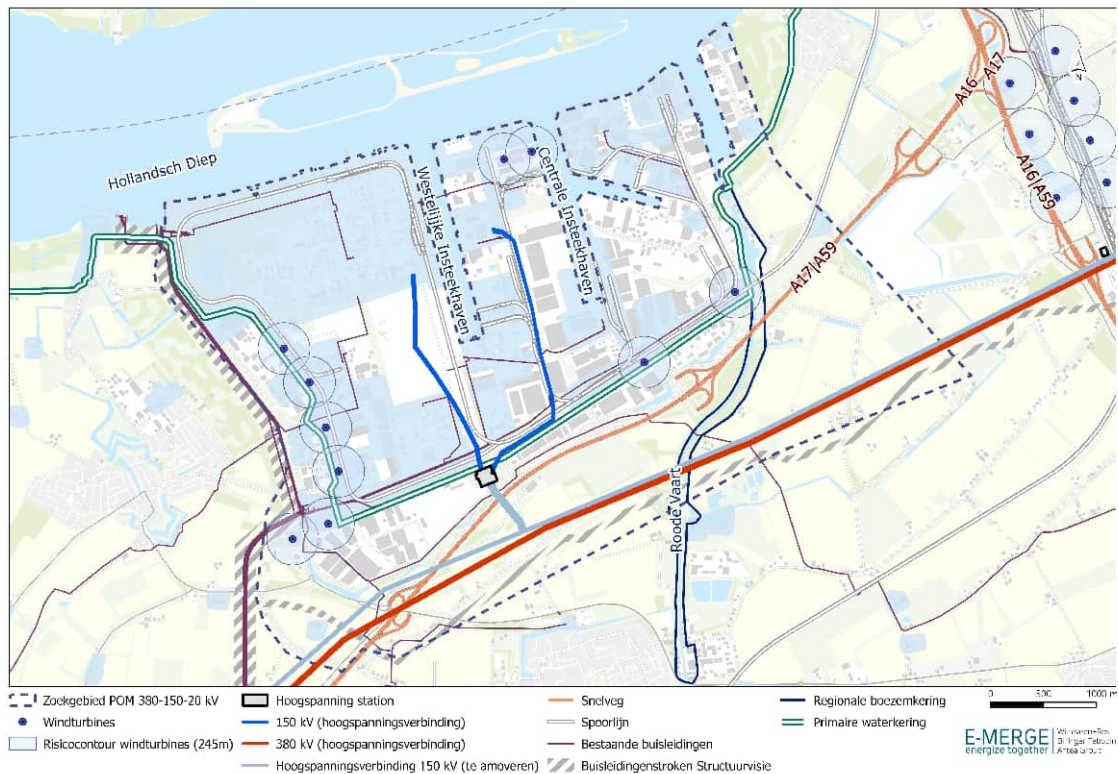 Hollandsch Diep
Westelijke Insteekhaven
Centrale Insteekhaven
A16
A17
A16|A59
A17|A59
Roode Vaart
N
Zoekgebied POM 380-150-20 kV
Windturbines
Risicocontour windturbines (245m)
Hoogspanning station
150 kV (hoogspanningsverbinding)
380 kV (hoogspanningsverbinding)
Hoogspanningsverbinding 150 kV (te amoveren)
Snelweg
Spoorlijn
Bestaande buisleidingen
Buisleidingenstroken Structuurvisie
Regionale boezemkering
Primaire waterkering
0 500 1000 m
E-MERGE
energize together
Antea Group